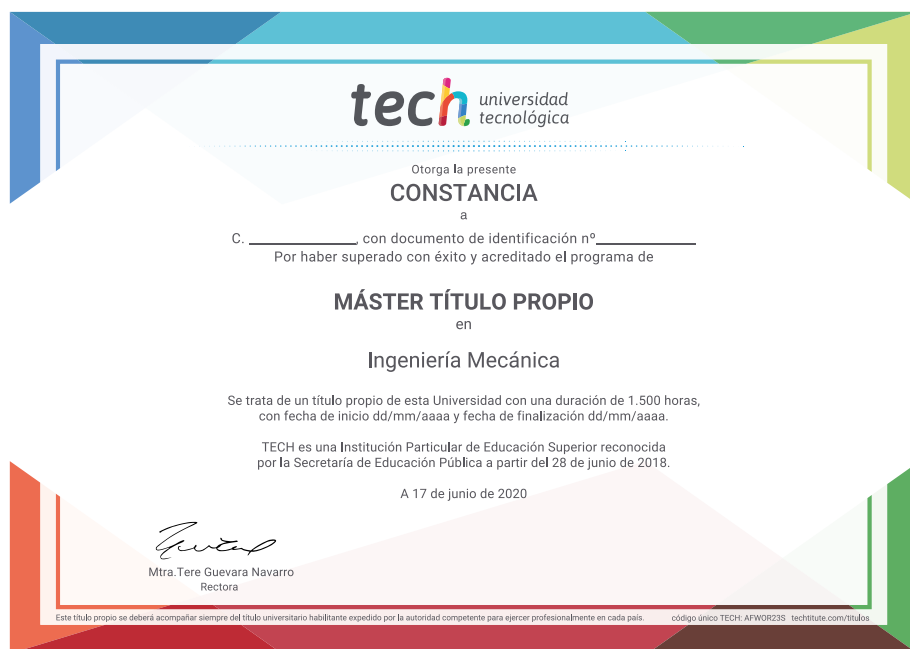 tech universidad
tecnológica
Otorga la presente
CONSTANCIA
a
C. ____________, con documento de identificación nº____________
Por haber superado con éxito y acreditado el programa de
MÁSTER TÍTULO PROPIO
en
Ingeniería Mecánica
Se trata de un título propio de esta Universidad con una duración de 1.500 horas,
con fecha de inicio dd/mm/aaaa y fecha de finalización dd/mm/aaaa.
TECH es una Institución Particular de Educación Superior reconocida
por la Secretaría de Educación Pública a partir del 28 de junio de 2018.
A 17 de junio de 2020
Mtra.Tere Guevara Navarro
Rectora
Este título propio se deberá acompañar siempre del título universitario habilitante expedido por la autoridad competente para ejercer profesionalmente en cada país. código único TECH: AFWOR23S techtitute.com/titulos